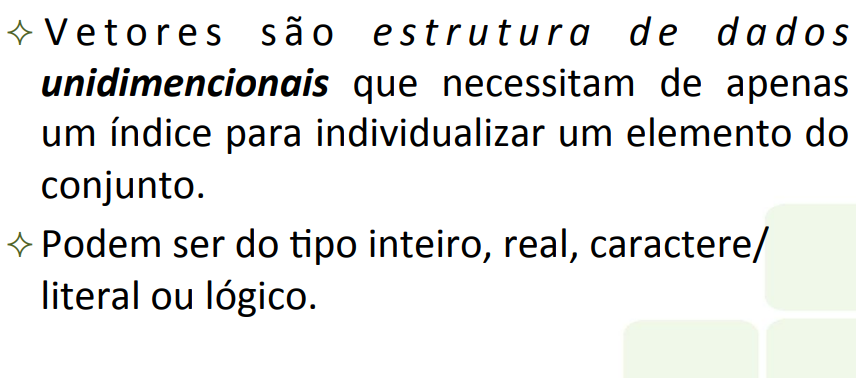 ✧ Vetores são estrutura de dados
unidimencionais que necessitam de apenas
um índice para individualizar um elemento do
conjunto.
✧ Podem ser do tipo inteiro, real, caractere/
literal ou lógico.